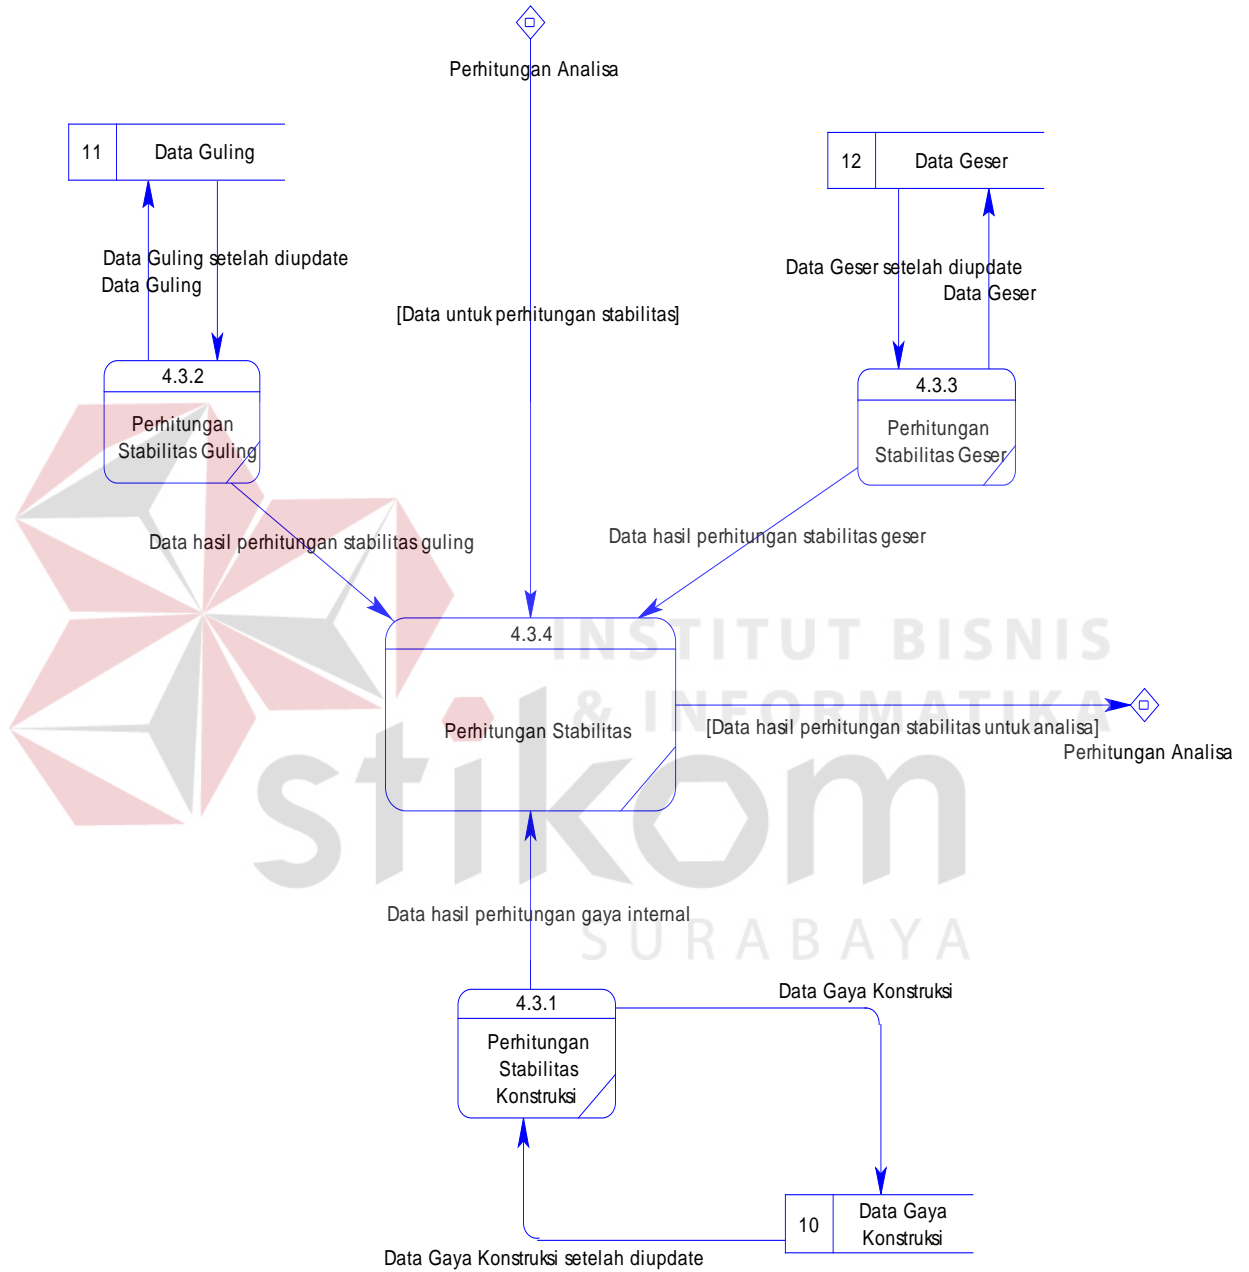 Perhitungan Analisa
11
Data Guling
12
Data Geser
Data Guling setelah diupdate
Data Guling
Data Geser setelah diupdate
Data Geser
[Data untuk perhitungan stabilitas]
4.3.2
Perhitungan
Stabilitas Guling
4.3.3
Perhitungan
Stabilitas Geser
Data hasil perhitungan stabilitas guling
Data hasil perhitungan stabilitas geser
4.3.4
Perhitungan Stabilitas
INSTITUT BISNIS
& INFORMATIKA
stikom
SURABAYA
[Data hasil perhitungan stabilitas untuk analisa]
Perhitungan Analisa
Data hasil perhitungan gaya internal
4.3.1
Perhitungan
Stabilitas
Konstruksi
Data Gaya Konstruksi
10
Data Gaya
Konstruksi
Data Gaya Konstruksi setelah diupdate